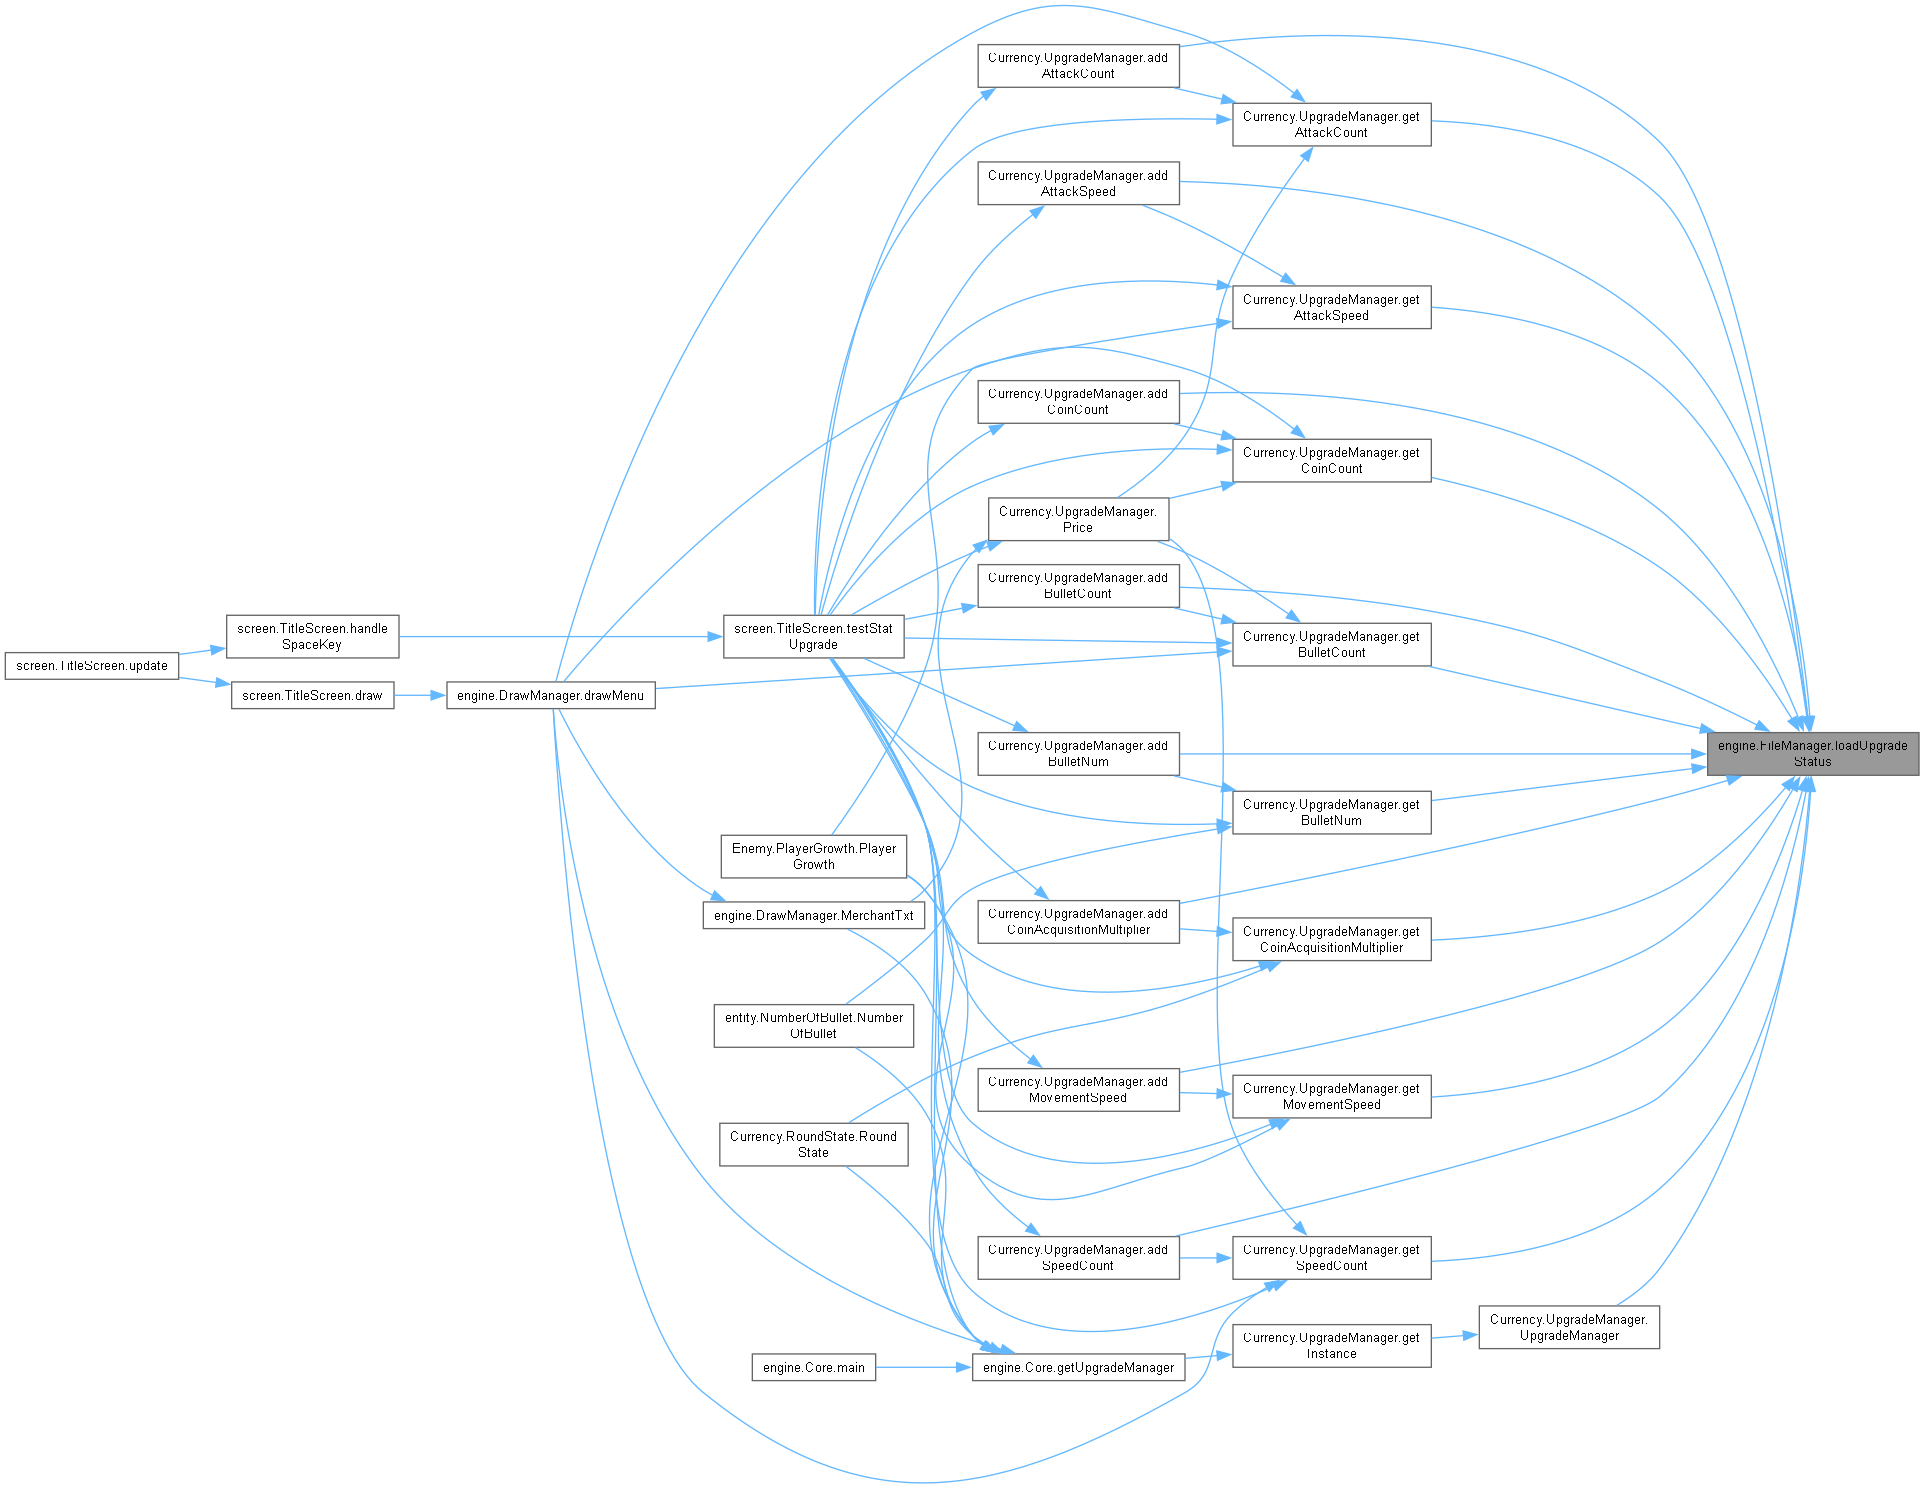 Currency.UpgradeManager.add
AttackCount
Currency.UpgradeManager.get
AttackCount
Currency.UpgradeManager.add
AttackSpeed
Currency.UpgradeManager.get
AttackSpeed
Currency.UpgradeManager.add
CoinCount
Currency.UpgradeManager.get
CoinCount
Currency.UpgradeManager.
Price
Currency.UpgradeManager.add
BulletCount
screen.TitleScreen.handle
SpaceKey
screen.TitleScreen.testStat
Upgrade
Currency.UpgradeManager.get
BulletCount
screen.TitleScreen.update
screen.TitleScreen.draw
engine.DrawManager.drawMenu
Currency.UpgradeManager.add
BulletNum
engine.FileManager.loadUpgrade
Status
Currency.UpgradeManager.get
BulletNum
Enemy.PlayerGrowth.Player
Growth
engine.DrawManager.MerchantTxt
Currency.UpgradeManager.add
CoinAcquisitionMultiplier
Currency.UpgradeManager.get
CoinAcquisitionMultiplier
entity.NumberOfBullet.Number
OfBullet
Currency.UpgradeManager.add
MovementSpeed
Currency.UpgradeManager.get
MovementSpeed
Currency.RoundState.Round
State
Currency.UpgradeManager.add
SpeedCount
Currency.UpgradeManager.get
SpeedCount
Currency.UpgradeManager.
UpgradeManager
Currency.UpgradeManager.get
Instance
engine.Core.main
engine.Core.getUpgradeManager